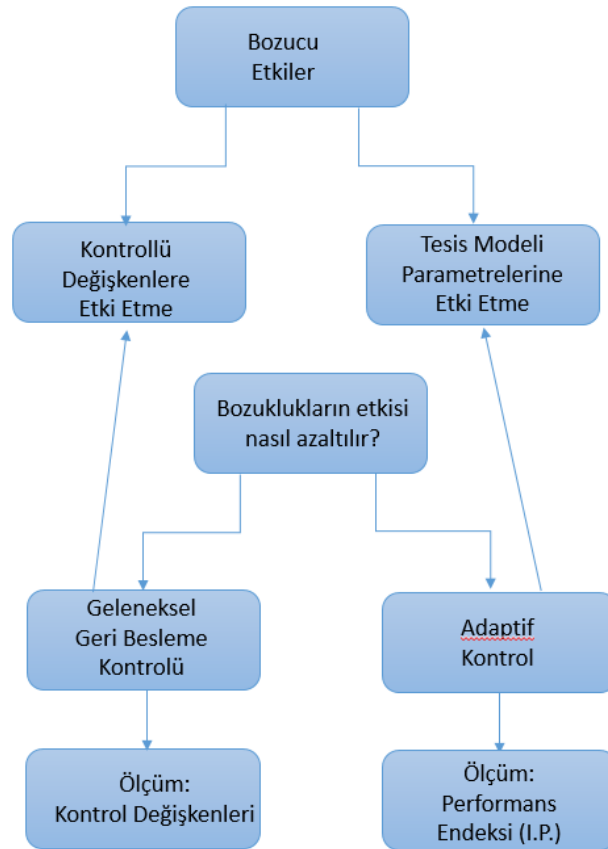 Bozucu
Etkiler
Kontrollü
Değişkenlere
Etki Etme
Tesis Modeli
Parametrelerine
Etki Etme
Bozuklukların etkisi
nasıl azaltılır?
Geleneksel
Geri Besleme
Kontrolü
Adaptif
Kontrol
Ölçüm:
Kontrol Değişkenleri
Ölçüm:
Performans
Endeksi (I.P.)